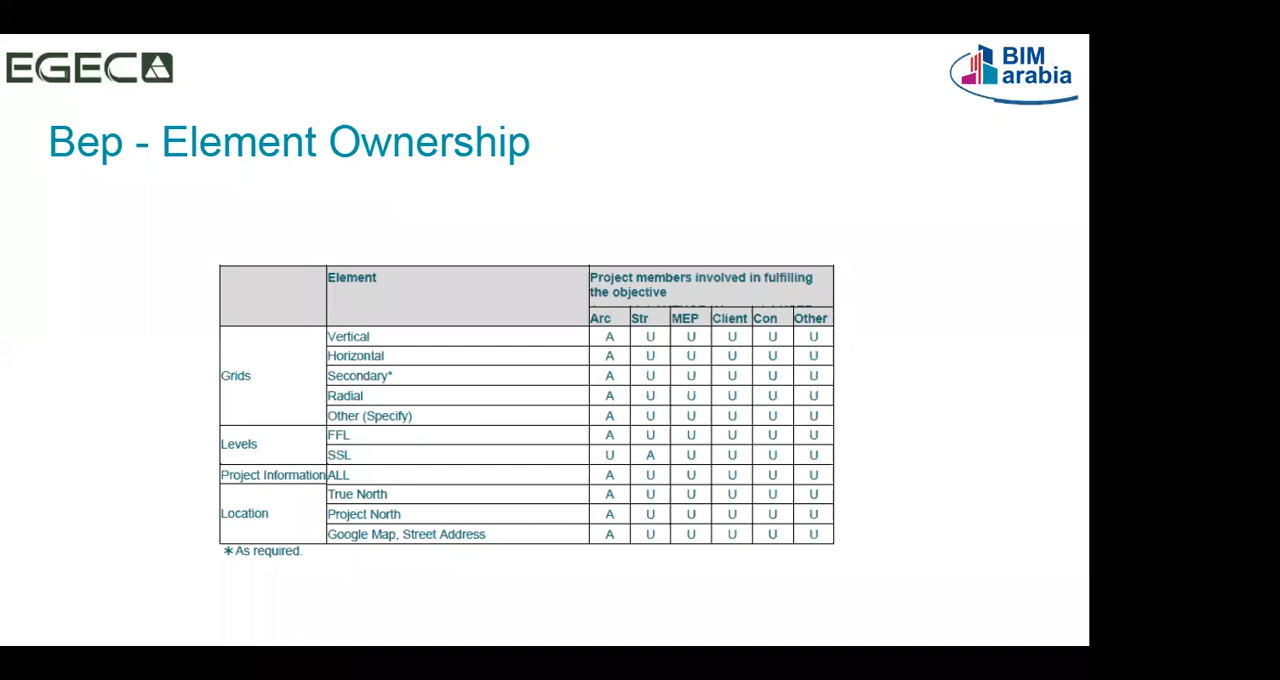 EGEC
BIM
arabia
Bep - Element Ownership
Element Project members involved in fulfilling
the objective
Arc Str MEP Client Con Other
Grids
Vertical A U U U U U
Horizontal A U U U U U
Secondary* A U U U U U
Radial A U U U U U
Other (Specify) A U U U U U
Levels
FFL A U U U U U
SSL U A U U U U
Project Information ALL A U U U U U
Location
True North A U U U U U
Project North A U U U U U
Google Map, Street Address A U U U U U
* As required.